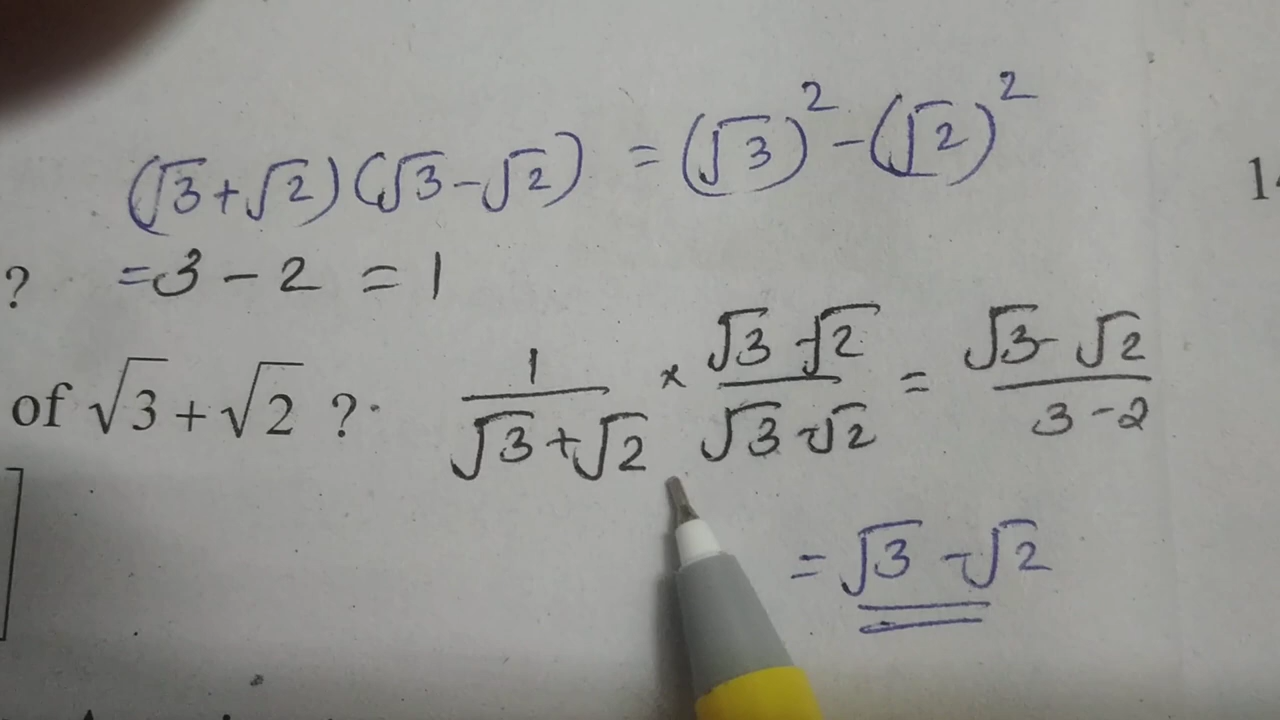 (√3+√2)(√3-√2) = (√3)² - (√2)²
? =3 - 2 = 1
of √3 + √2 ? 1/(√3+√2) × (√3-√2)/(√3-√2) = (√3-√2)/(3-2)
= √3 - √2